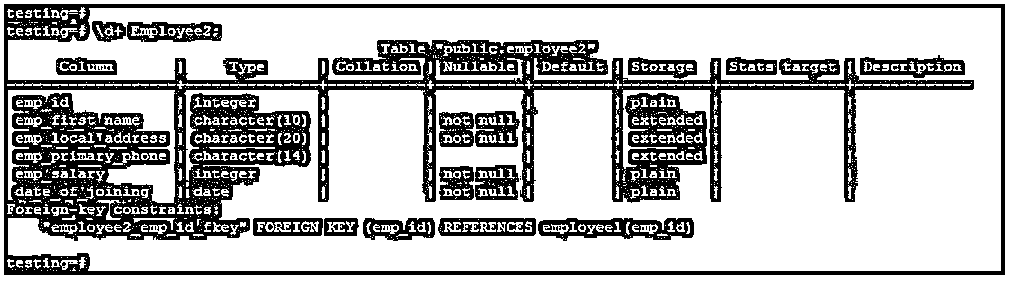 testing=#
testing=# \d+ Employee2;
Table "public.employee2"
Column | Type | Collation | Nullable | Default | Storage | Stats target | Description
emp_id | integer | | | | plain | |
emp_first_name | character(10) | | not null | | extended | |
emp_local_address | character(20) | | not null | | extended | |
emp_primary_phone | character(14) | | | | extended | |
emp_salary | integer | | not null | | plain | |
date_of_joining | date | | not null | | plain | |
Foreign-key constraints:
"employee2_emp_id_fkey" FOREIGN KEY (emp_id) REFERENCES employee1(emp_id)
testing=#